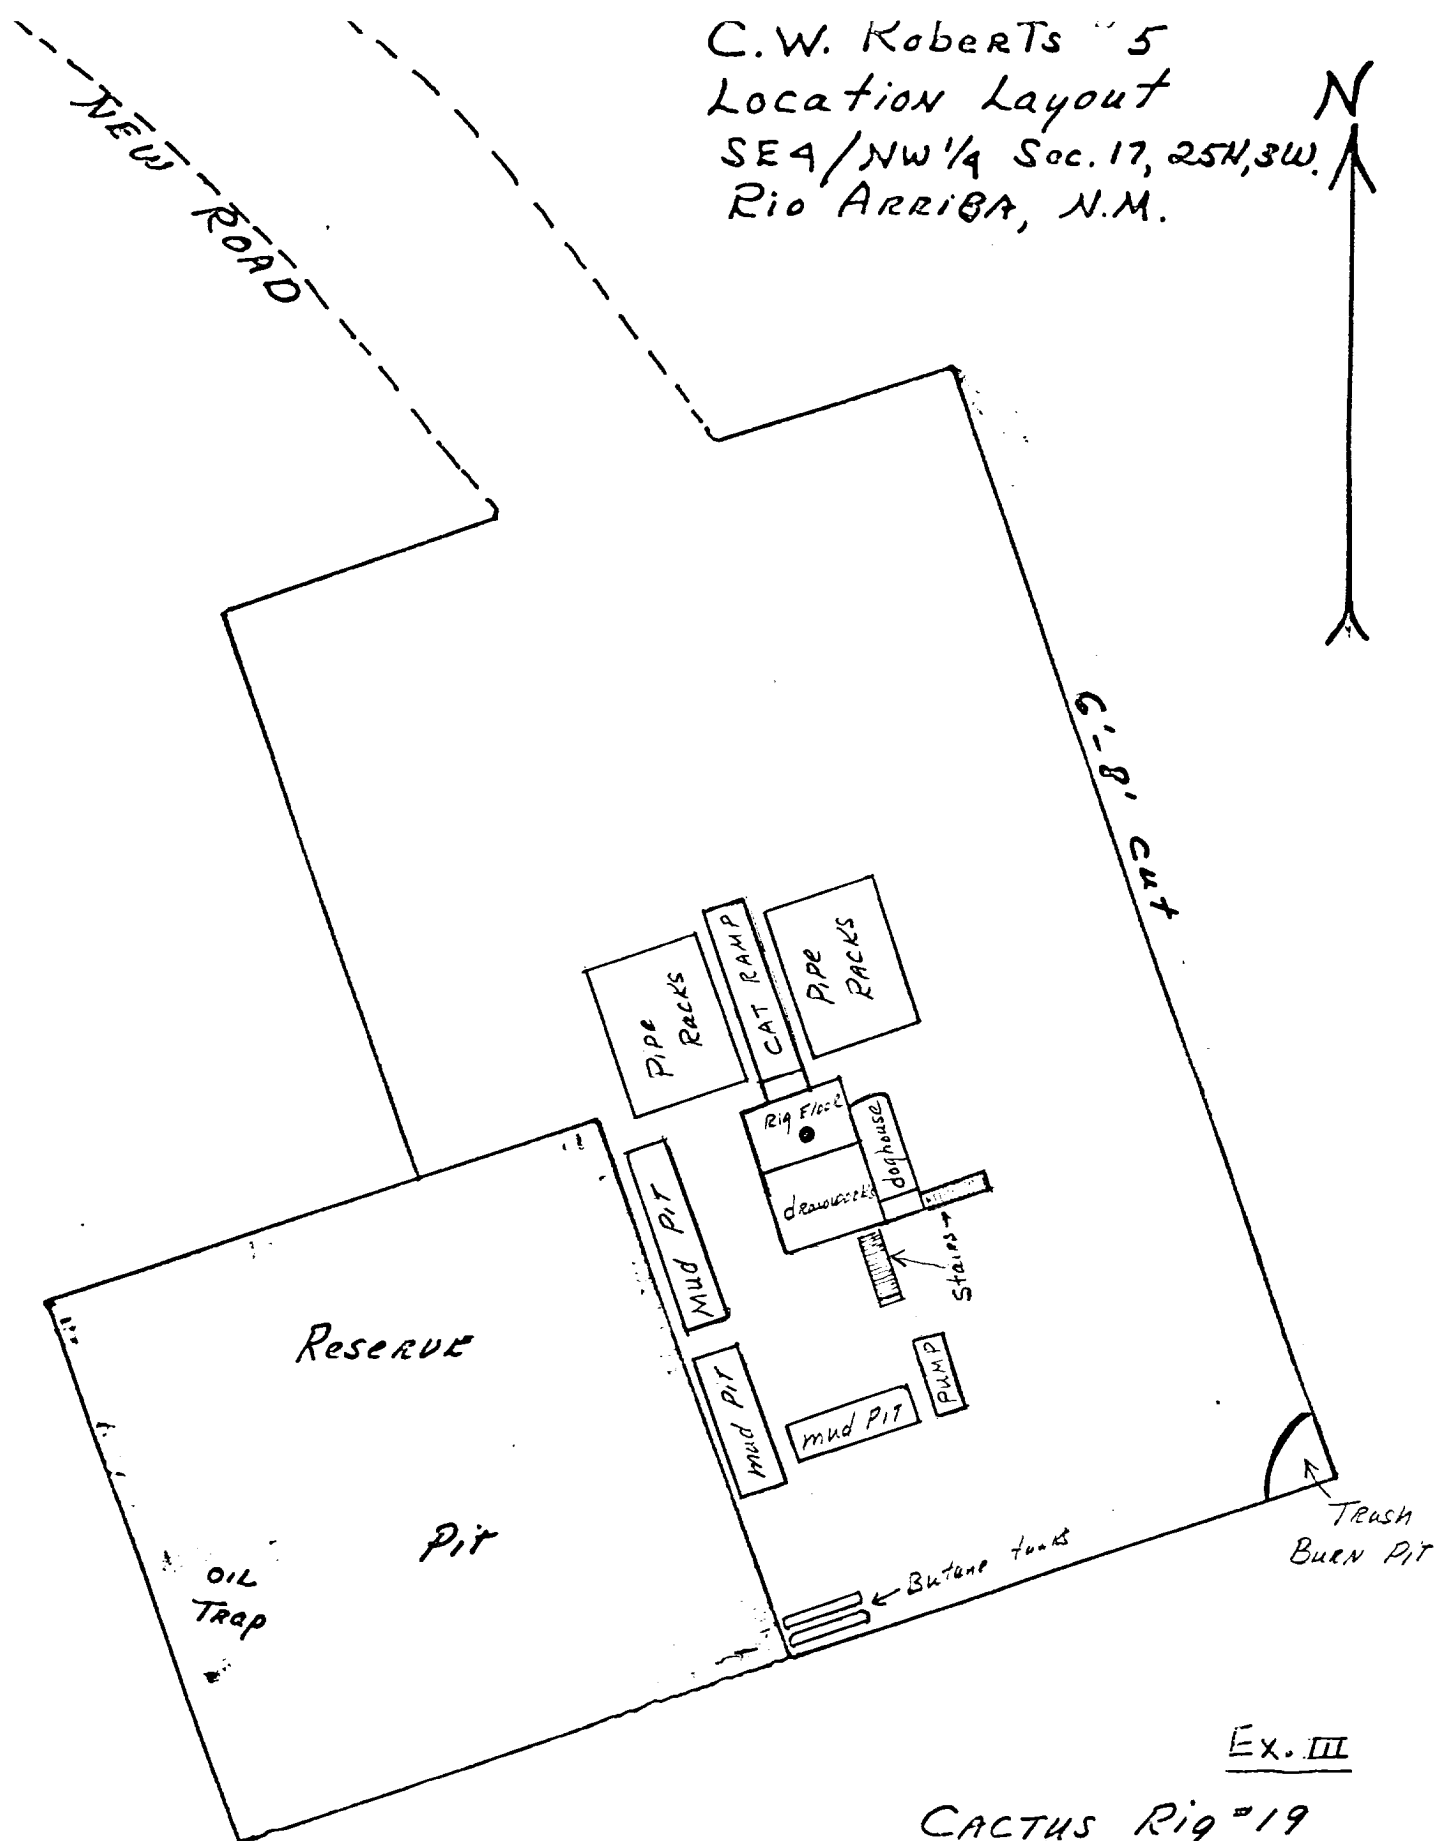 C.W. Roberts #5
Location Layout
SE4/NW 1/4 Sec. 17, 25N, 3W.
Rio ARRIBA, N.M.
N
NEW ROAD
6'-8' cut
CAT RAMP
Pipe
RACKS
Pipe
Racks
Rig Floor
doghouse
drawworks
Stairs
Mud Pit
Reserve
Pit
mud Pit
mud PIT
PUMP
OIL
TRap
Butane tanks
TRash
BuRN PiT
Ex. III
CACTUS Rig #19